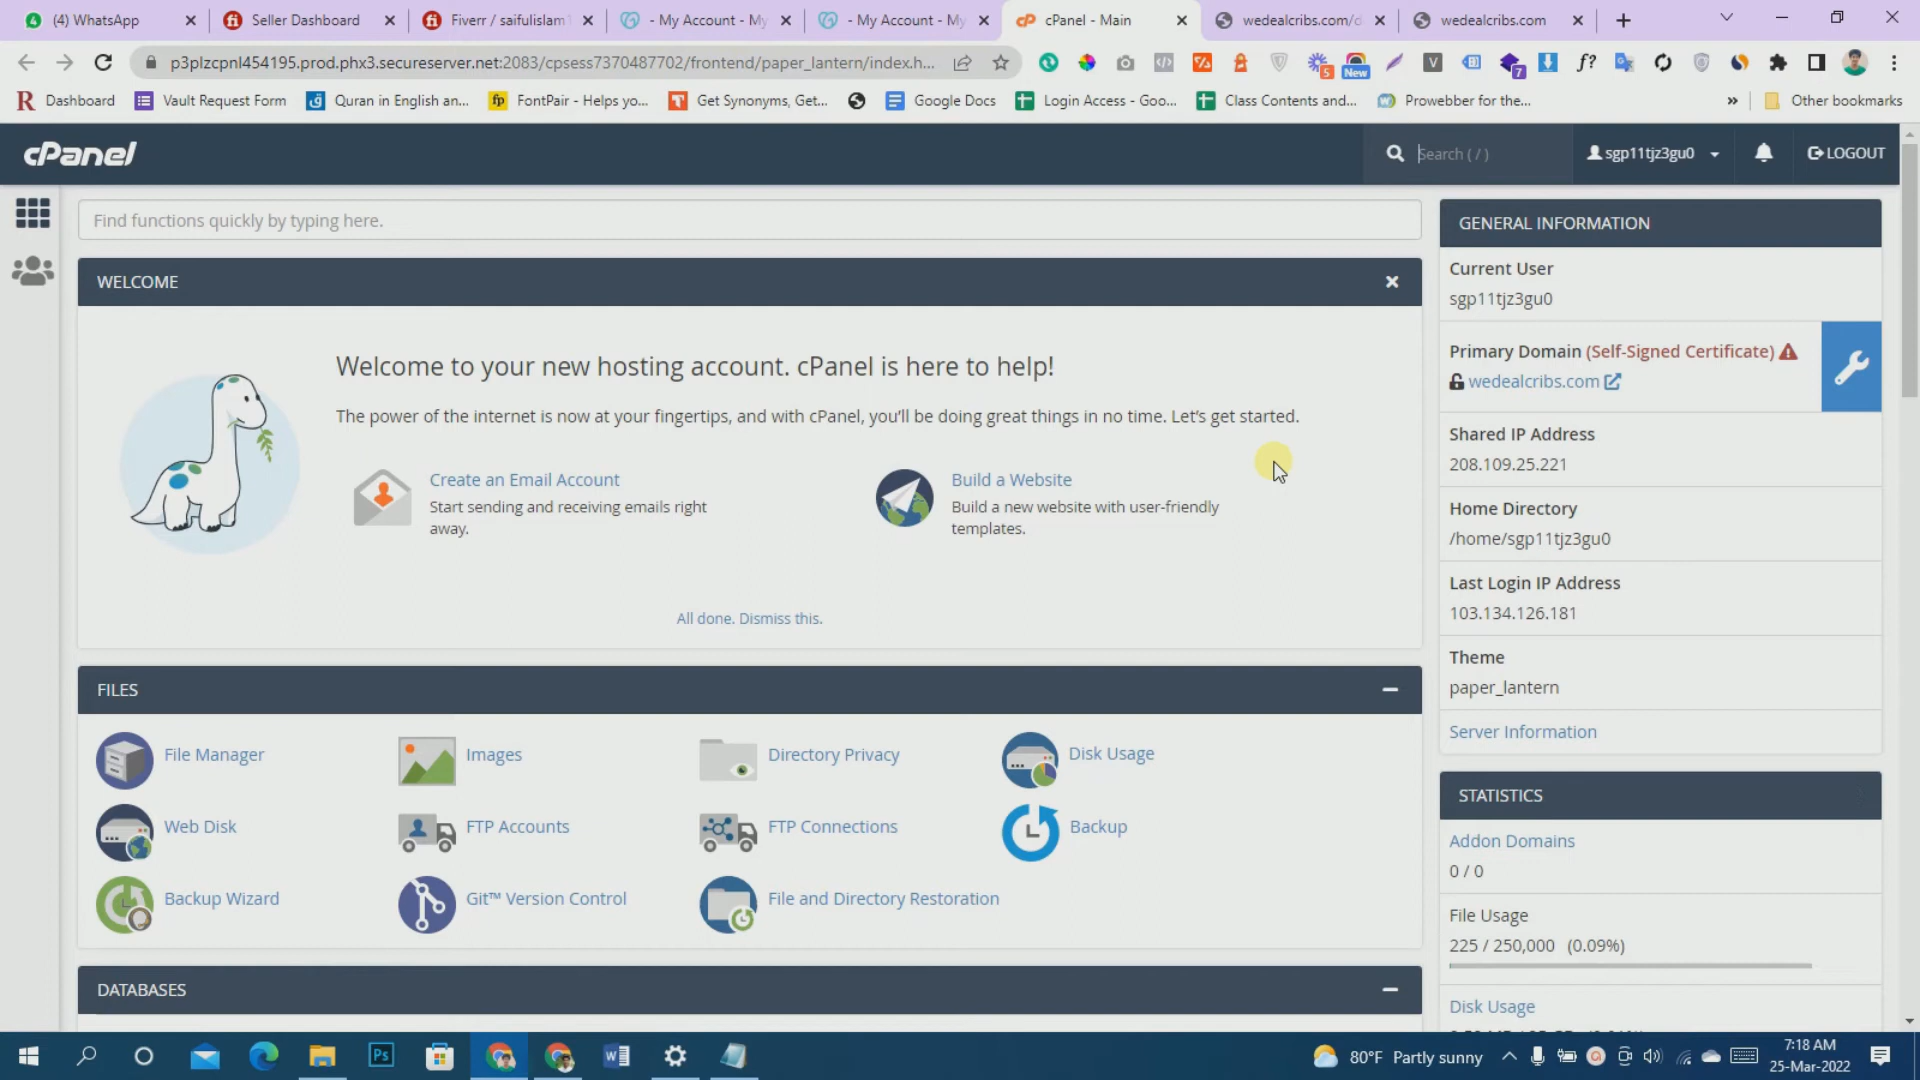 (4) WhatsApp
Seller Dashboard
Fiverr / saifulislam
- My Account - My
- My Account - My
cPanel - Main
wedealcribs.com/d
wedealcribs.com
p3plzcpnl454195.prod.phx3.secureserver.net:2083/cpsess7370487702/frontend/paper_lantern/index.h...
5
New
V
7
f?
Dashboard
Vault Request Form
Quran in English an...
fp
FontPair - Helps yo...
Get Synonyms, Get...
Google Docs
Login Access - Goo...
Class Contents and...
Prowebber for the...
»
Other bookmarks
cPanel
Search ( / )
sgp11tjz3gu0
LOGOUT
Find functions quickly by typing here.
WELCOME
Welcome to your new hosting account. cPanel is here to help!
The power of the internet is now at your fingertips, and with cPanel, you'll be doing great things in no time. Let's get started.
Create an Email Account
Start sending and receiving emails right
away.
Build a Website
Build a new website with user-friendly
templates.
All done. Dismiss this.
FILES
File Manager
Images
Directory Privacy
Disk Usage
Web Disk
FTP Accounts
FTP Connections
Backup
Backup Wizard
Git™ Version Control
File and Directory Restoration
DATABASES
GENERAL INFORMATION
Current User
sgp11tjz3gu0
Primary Domain (Self-Signed Certificate)
wedealcribs.com
Shared IP Address
208.109.25.221
Home Directory
/home/sgp11tjz3gu0
Last Login IP Address
103.134.126.181
Theme
paper_lantern
Server Information
STATISTICS
Addon Domains
0 / 0
File Usage
225 / 250,000 (0.09%)
Disk Usage
Ps
80°F Partly sunny
7:18 AM
25-Mar-2022